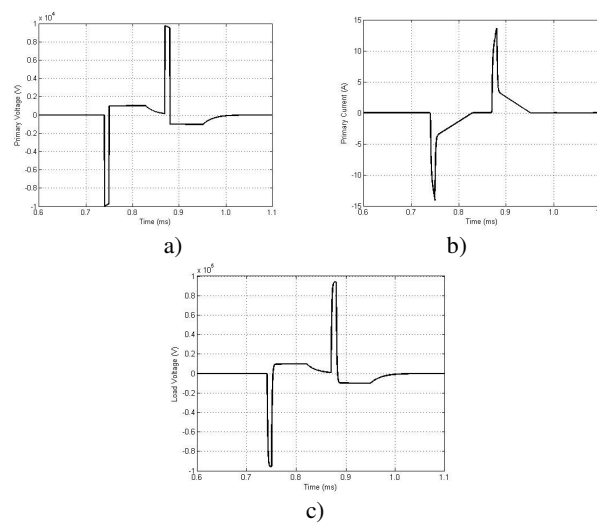 x 10⁴
1
0.8
0.6
0.4
0.2
0
-0.2
-0.4
-0.6
-0.8
-1
Primary Voltage (V)
0.6 0.7 0.8 0.9 1.0 1.1
Time (ms)
a)
15
10
5
0
-5
-10
-15
Primary Current (A)
0.6 0.7 0.8 0.9 1.0
Time (ms)
b)
1
0.8
0.6
0.4
0.2
0
-0.2
-0.4
-0.6
-0.8
-1
Load Voltage (V)
0.6 0.7 0.8 0.9 1.0 1.1
Time (ms)
c)